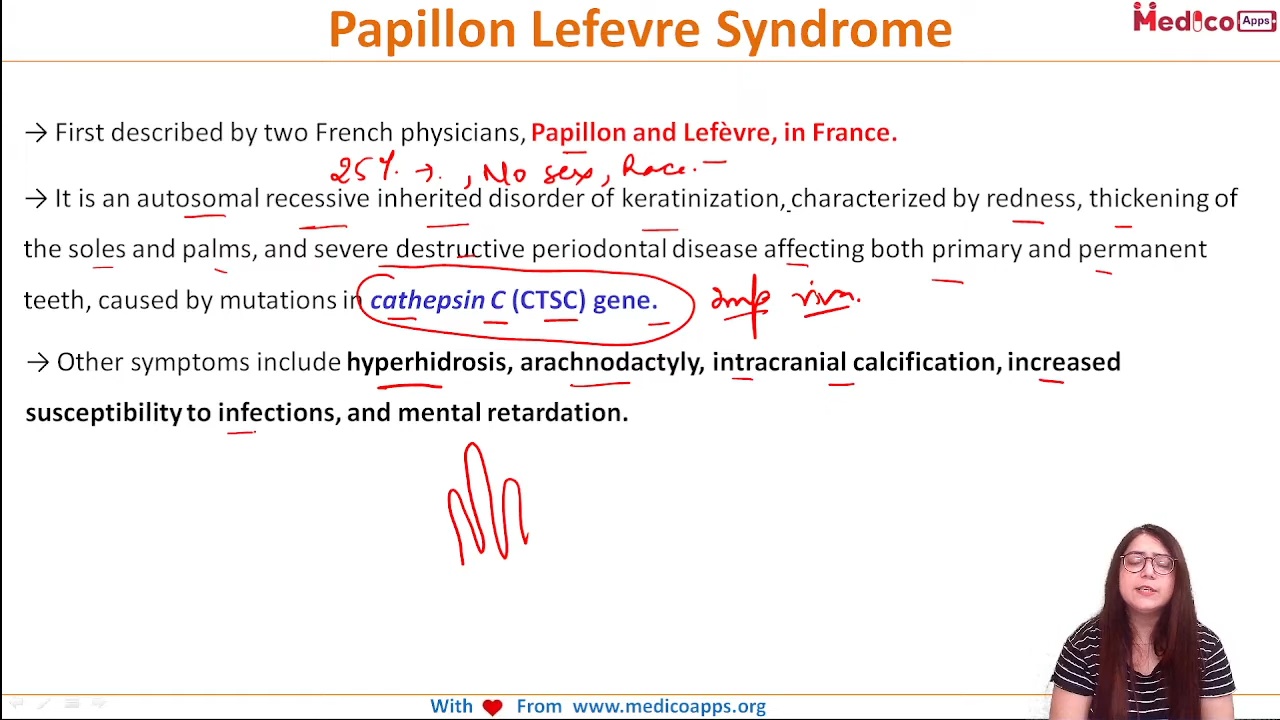 Papillon Lefevre Syndrome
Medico Apps
→ First described by two French physicians, Papillon and Lefèvre, in France.
25% → , No sex, Race.
→ It is an autosomal recessive inherited disorder of keratinization, characterized by redness, thickening of
the soles and palms, and severe destructive periodontal disease affecting both primary and permanent
teeth, caused by mutations in cathepsin C (CTSC) gene. imp viva.
→ Other symptoms include hyperhidrosis, arachnodactyly, intracranial calcification, increased
susceptibility to infections, and mental retardation.
With ❤ From www.medicoapps.org